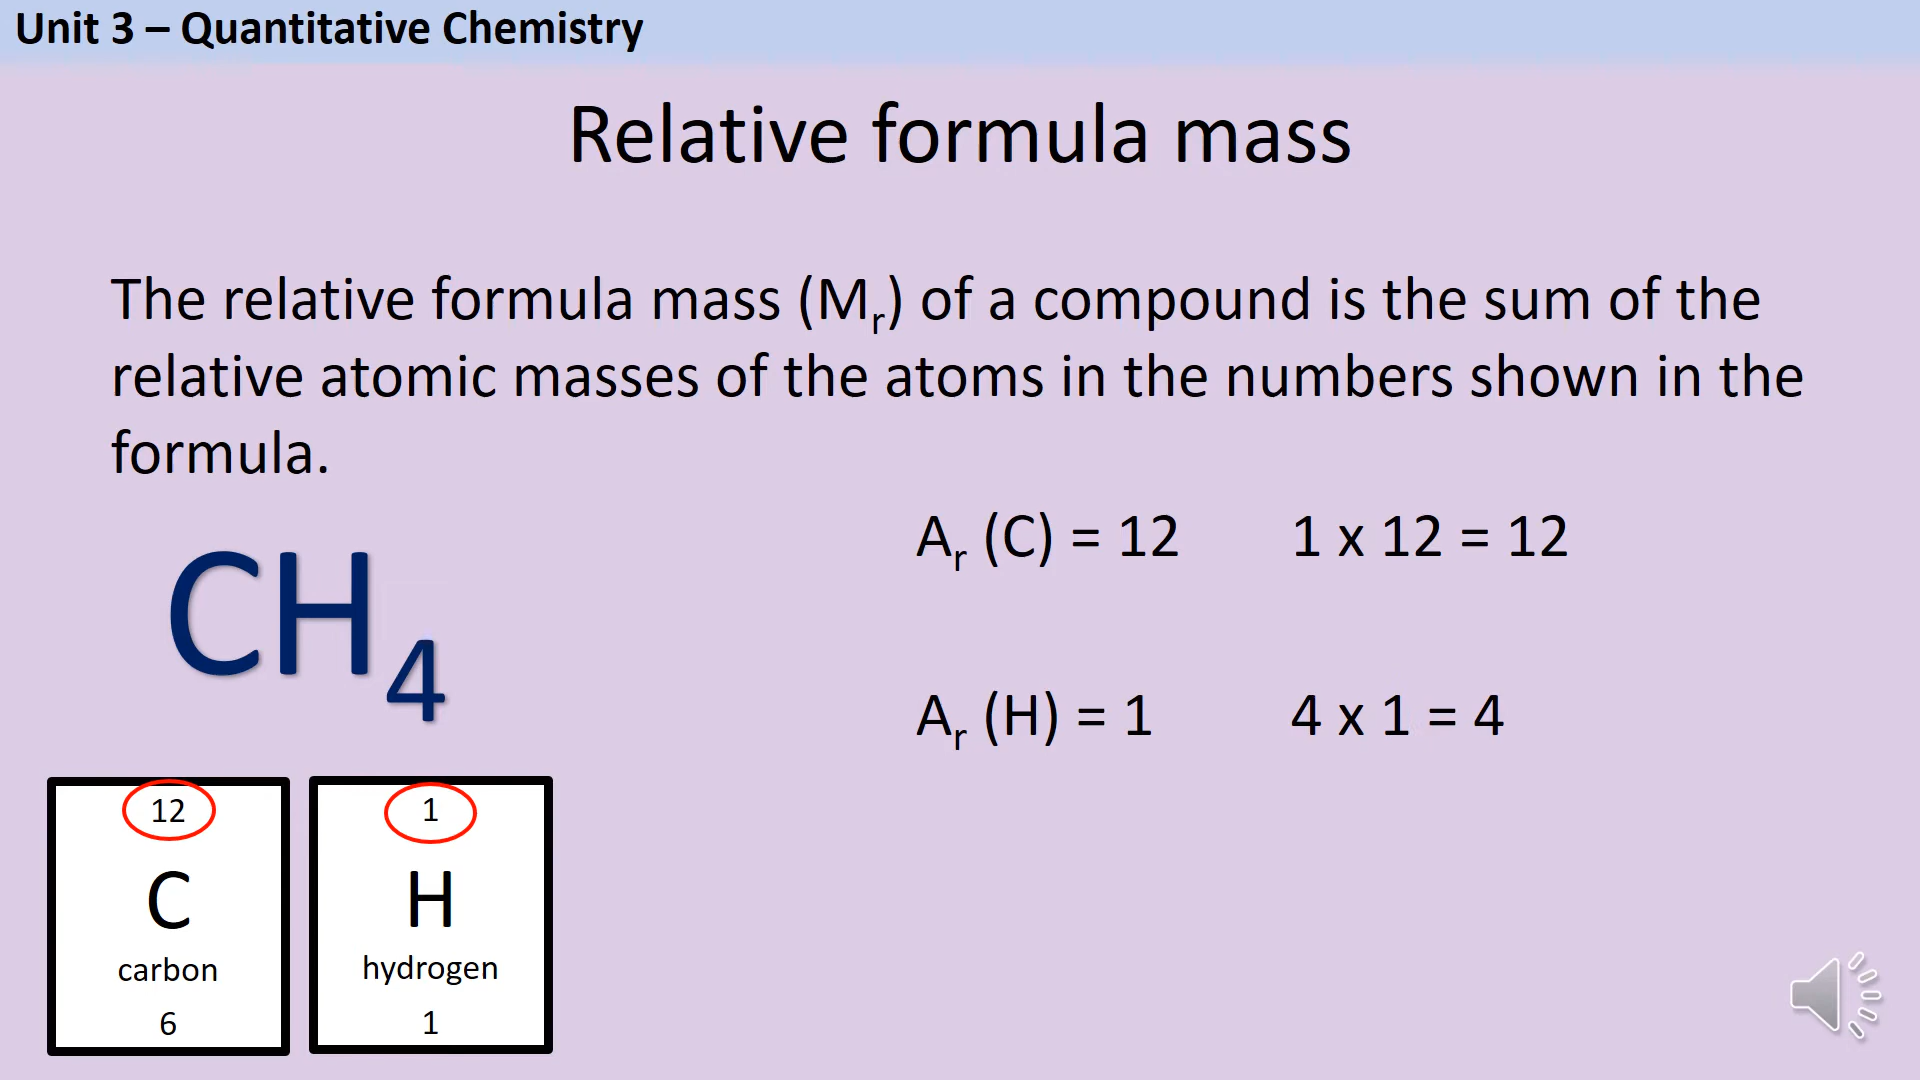 Unit 3 – Quantitative Chemistry
Relative formula mass
The relative formula mass (Mr) of a compound is the sum of the
relative atomic masses of the atoms in the numbers shown in the
formula.
Ar (C) = 12 1 x 12 = 12
CH4
Ar (H) = 1 4 x 1 = 4
12
C
carbon
6
1
H
hydrogen
1